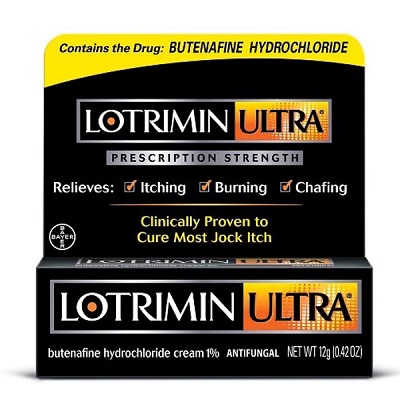 Contains the Drug: BUTENAFINE HYDROCHLORIDE
LOTRIMIN ULTRA®
PRESCRIPTION STRENGTH
Relieves: Itching Burning Chafing
Clinically Proven to
Cure Most Jock Itch
BAYER
BAYER
LOTRIMIN ULTRA®
butenafine hydrochloride cream 1% ANTIFUNGAL NET WT 12g (0.42 OZ)